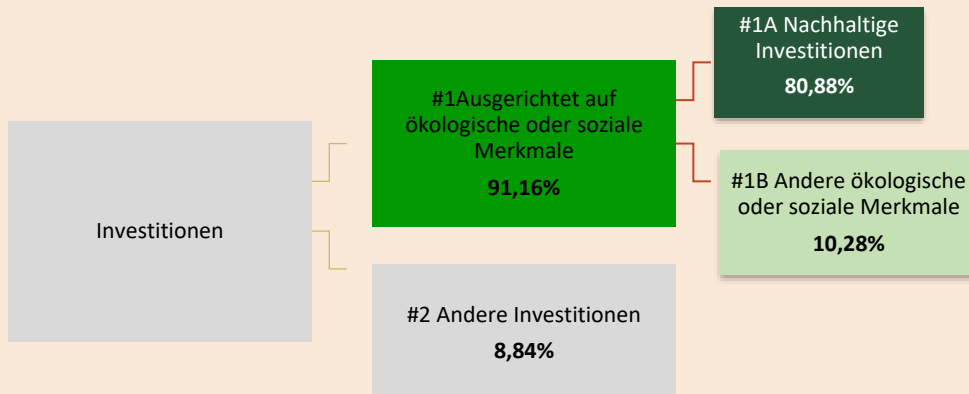 Investitionen
#1Ausgerichtet auf
ökologische oder soziale
Merkmale
91,16%
#2 Andere Investitionen
8,84%
#1A Nachhaltige
Investitionen
80,88%
#1B Andere ökologische
oder soziale Merkmale
10,28%